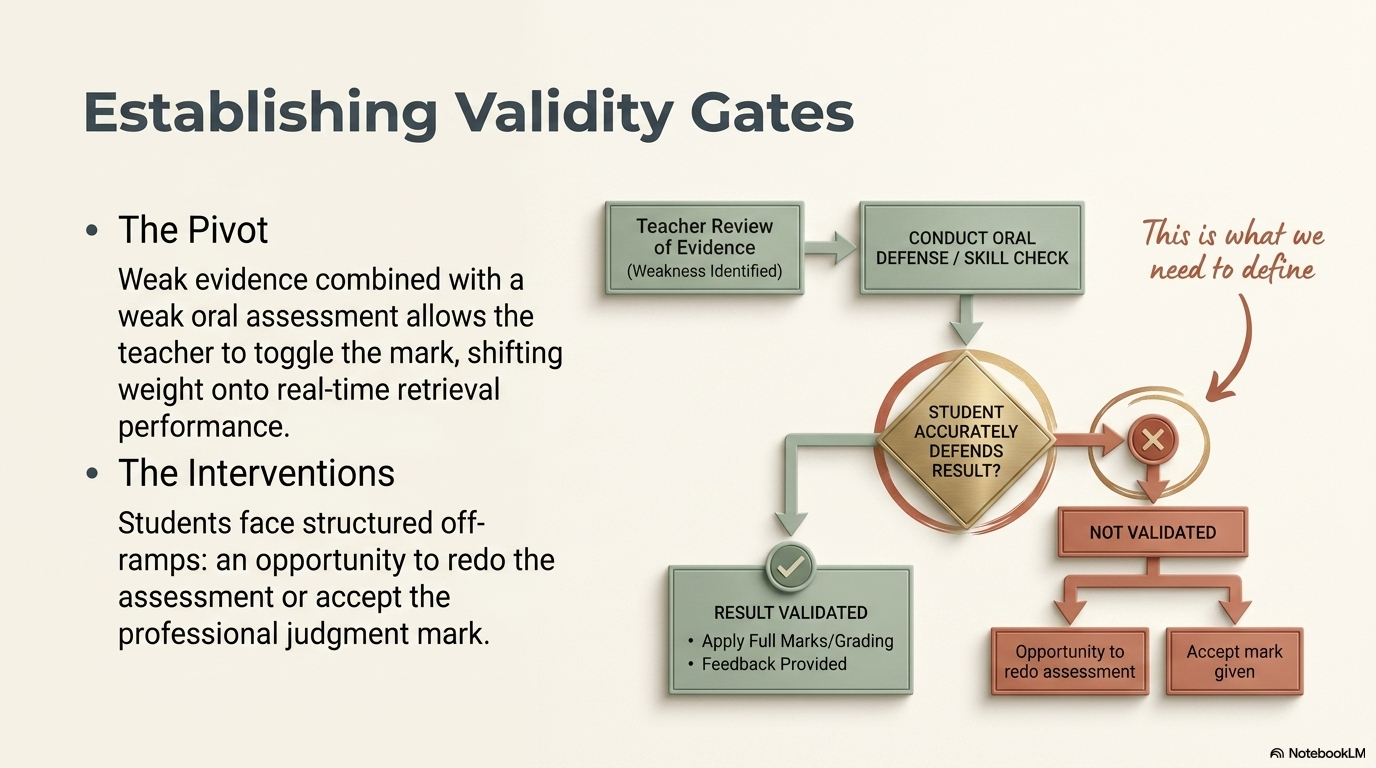 Establishing Validity Gates
• The Pivot
Weak evidence combined with a
weak oral assessment allows the
teacher to toggle the mark, shifting
weight onto real-time retrieval
performance.
• The Interventions
Students face structured off-
ramps: an opportunity to redo the
assessment or accept the
professional judgment mark.
Teacher Review
of Evidence
(Weakness Identified)
CONDUCT ORAL
DEFENSE / SKILL CHECK
This is what we
need to define
STUDENT
ACCURATELY
DEFENDS
RESULT?
NOT VALIDATED
RESULT VALIDATED
• Apply Full Marks/Grading
• Feedback Provided
Opportunity to
redo assessment
Accept mark
given
NotebookLM